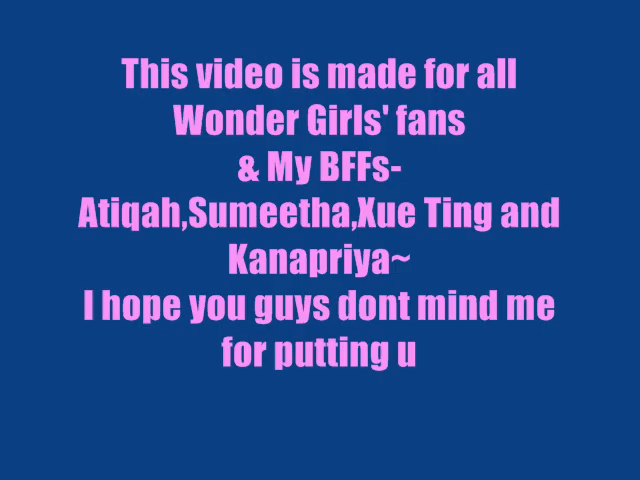 This video is made for all
Wonder Girls' fans
& My BFFs-
Atiqah,Sumeetha,Xue Ting and
Kanapriya~
I hope you guys dont mind me
for putting u